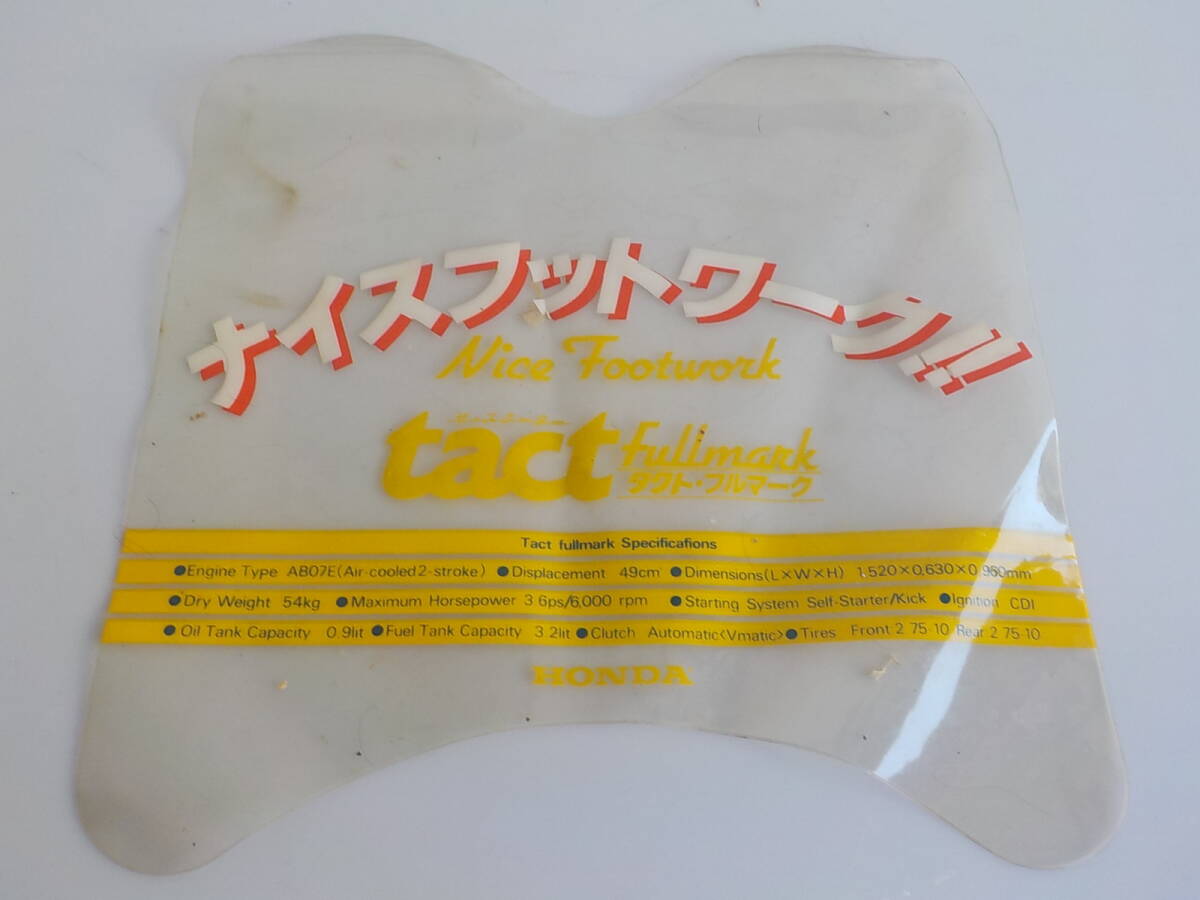 ナイスフットワーク!!
Nice Footwork
tact Fullmark
タクト・フルマーク
Tact fullmark Specifications
●Engine Type AB07E(Air-cooled 2-stroke) ●Displacement 49cm³ ●Dimensions(L×W×H) 1,520×0,630×0,960mm
●Dry Weight 54kg ●Maximum Horsepower 3.6ps/6,000 rpm ●Starting System Self-Starter/Kick ●Ignition CDI
●Oil Tank Capacity 0.9lit ●Fuel Tank Capacity 3.2lit ●Clutch Automatic<Vmatic> ●Tires Front 2.75-10 Rear 2.75-10
HONDA